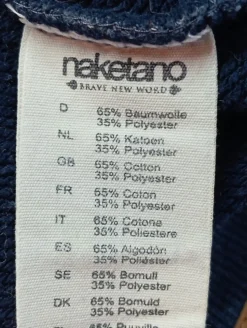 naketano
BRAVE NEW WORLD
D 65% Baumwolle
35% Polyester
NL 65% Katoen
35% Polyester
GB 65% Cotton
35% Polyester
FR 65% Coton
35% Polyester
IT 65% Cotone
35% Poliestere
ES 65% Algodón
35% Poliéster
SE 65% Bomull
35% Polyester
DK 65% Bomuld
35% Polyester
65% Puuvilla